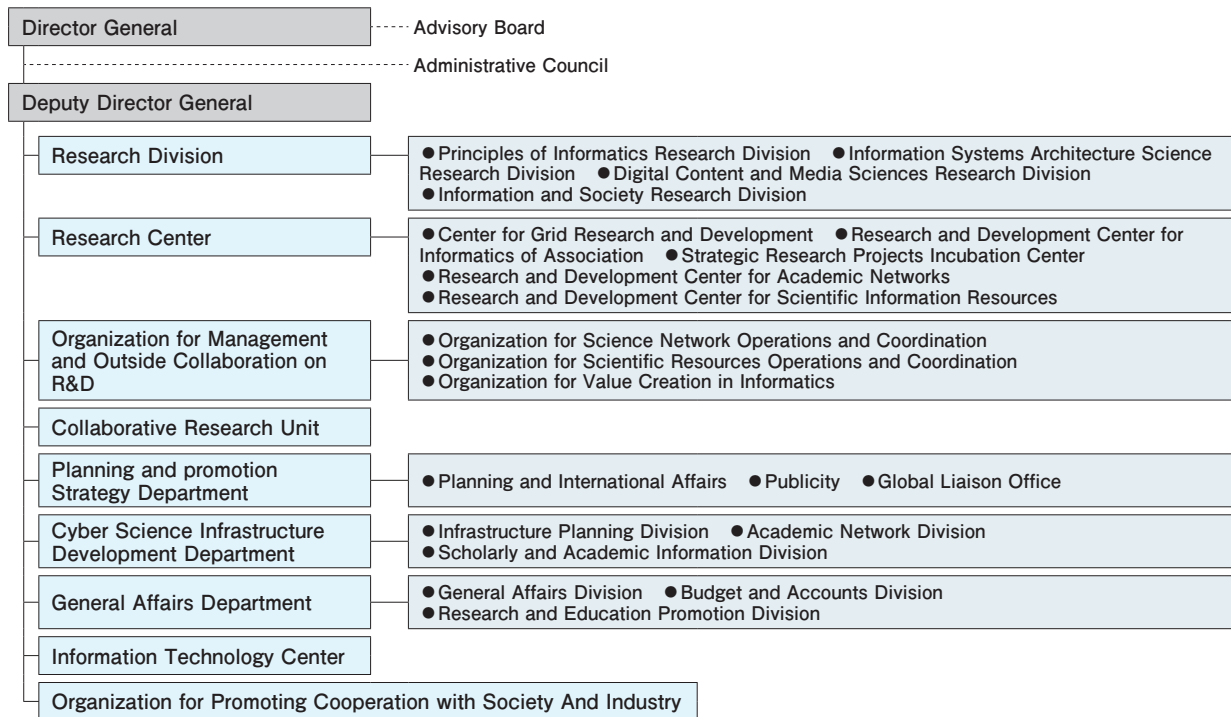 Director General
Advisory Board
Administrative Council
Deputy Director General
Research Division
●Principles of Informatics Research Division ●Information Systems Architecture Science
Research Division ●Digital Content and Media Sciences Research Division
●Information and Society Research Division
Research Center
●Center for Grid Research and Development ●Research and Development Center for
Informatics of Association ●Strategic Research Projects Incubation Center
●Research and Development Center for Academic Networks
●Research and Development Center for Scientific Information Resources
Organization for Management
and Outside Collaboration on
R&D
●Organization for Science Network Operations and Coordination
●Organization for Scientific Resources Operations and Coordination
●Organization for Value Creation in Informatics
Collaborative Research Unit
Planning and promotion
Strategy Department
●Planning and International Affairs ●Publicity ●Global Liaison Office
Cyber Science Infrastructure
Development Department
●Infrastructure Planning Division ●Academic Network Division
●Scholarly and Academic Information Division
General Affairs Department
●General Affairs Division ●Budget and Accounts Division
●Research and Education Promotion Division
Information Technology Center
Organization for Promoting Cooperation with Society And Industry